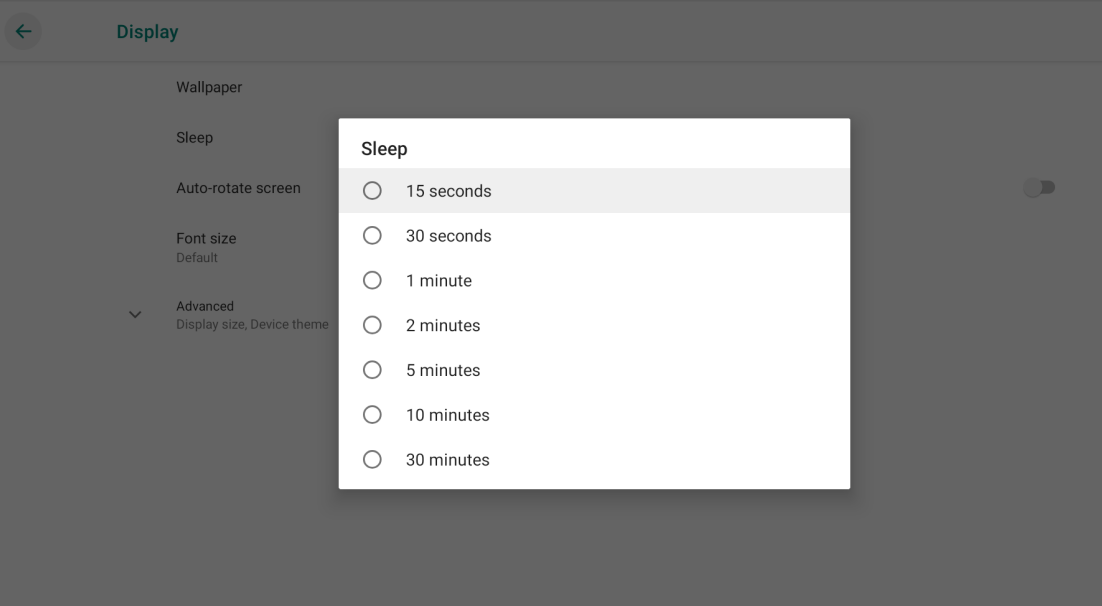 Display
Wallpaper
Sleep
Auto-rotate screen
Font size
Default
Advanced
Display size, Device theme
Sleep
15 seconds
30 seconds
1 minute
2 minutes
5 minutes
10 minutes
30 minutes